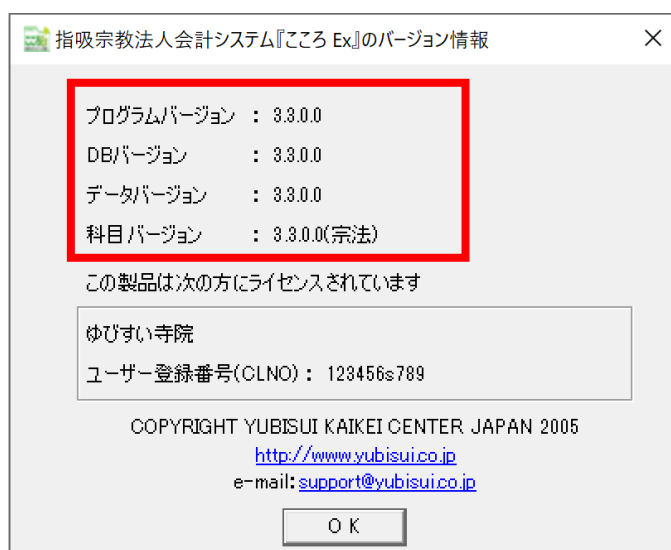 指吸宗教法人会計システム『こころ Ex』のバージョン情報
プログラムバージョン : 3.3.0.0
DBバージョン : 3.3.0.0
データバージョン : 3.3.0.0
科目バージョン : 3.3.0.0(宗法)
この製品は次の方にライセンスされています
ゆびすい寺院
ユーザー登録番号(CLNO) : 123456s789
COPYRIGHT YUBISUI KAIKEI CENTER JAPAN 2005
http://www.yubisui.co.jp
e-mail:support@yubisui.co.jp
O K